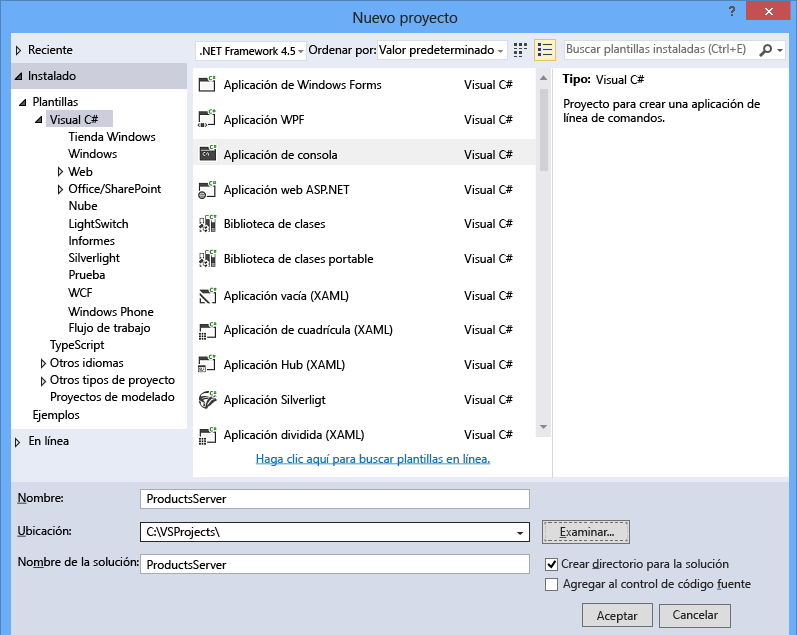 Nuevo proyecto
?
Reciente
Instalado
Plantillas
Visual C#
Tienda Windows
Windows
Web
Office/SharePoint
Nube
LightSwitch
Informes
Silverlight
Prueba
WCF
Windows Phone
Flujo de trabajo
TypeScript
Otros idiomas
Otros tipos de proyecto
Proyectos de modelado
Ejemplos
En línea
.NET Framework 4.5 Ordenar por: Valor predeterminado
Buscar plantillas instaladas (Ctrl+E)
Aplicación de Windows Forms Visual C#
Aplicación WPF Visual C#
Aplicación de consola Visual C#
Aplicación web ASP.NET Visual C#
Biblioteca de clases Visual C#
Biblioteca de clases portable Visual C#
Aplicación vacía (XAML) Visual C#
Aplicación de cuadrícula (XAML) Visual C#
Aplicación Hub (XAML) Visual C#
Aplicación Silverligt Visual C#
Aplicación dividida (XAML) Visual C#
Haga clic aquí para buscar plantillas en línea.
Tipo: Visual C#
Proyecto para crear una aplicación de
línea de comandos.
Nombre: ProductsServer
Ubicación: C:\VSProjects\ Examinar...
Nombre de la solución: ProductsServer
Crear directorio para la solución
Agregar al control de código fuente
Aceptar Cancelar